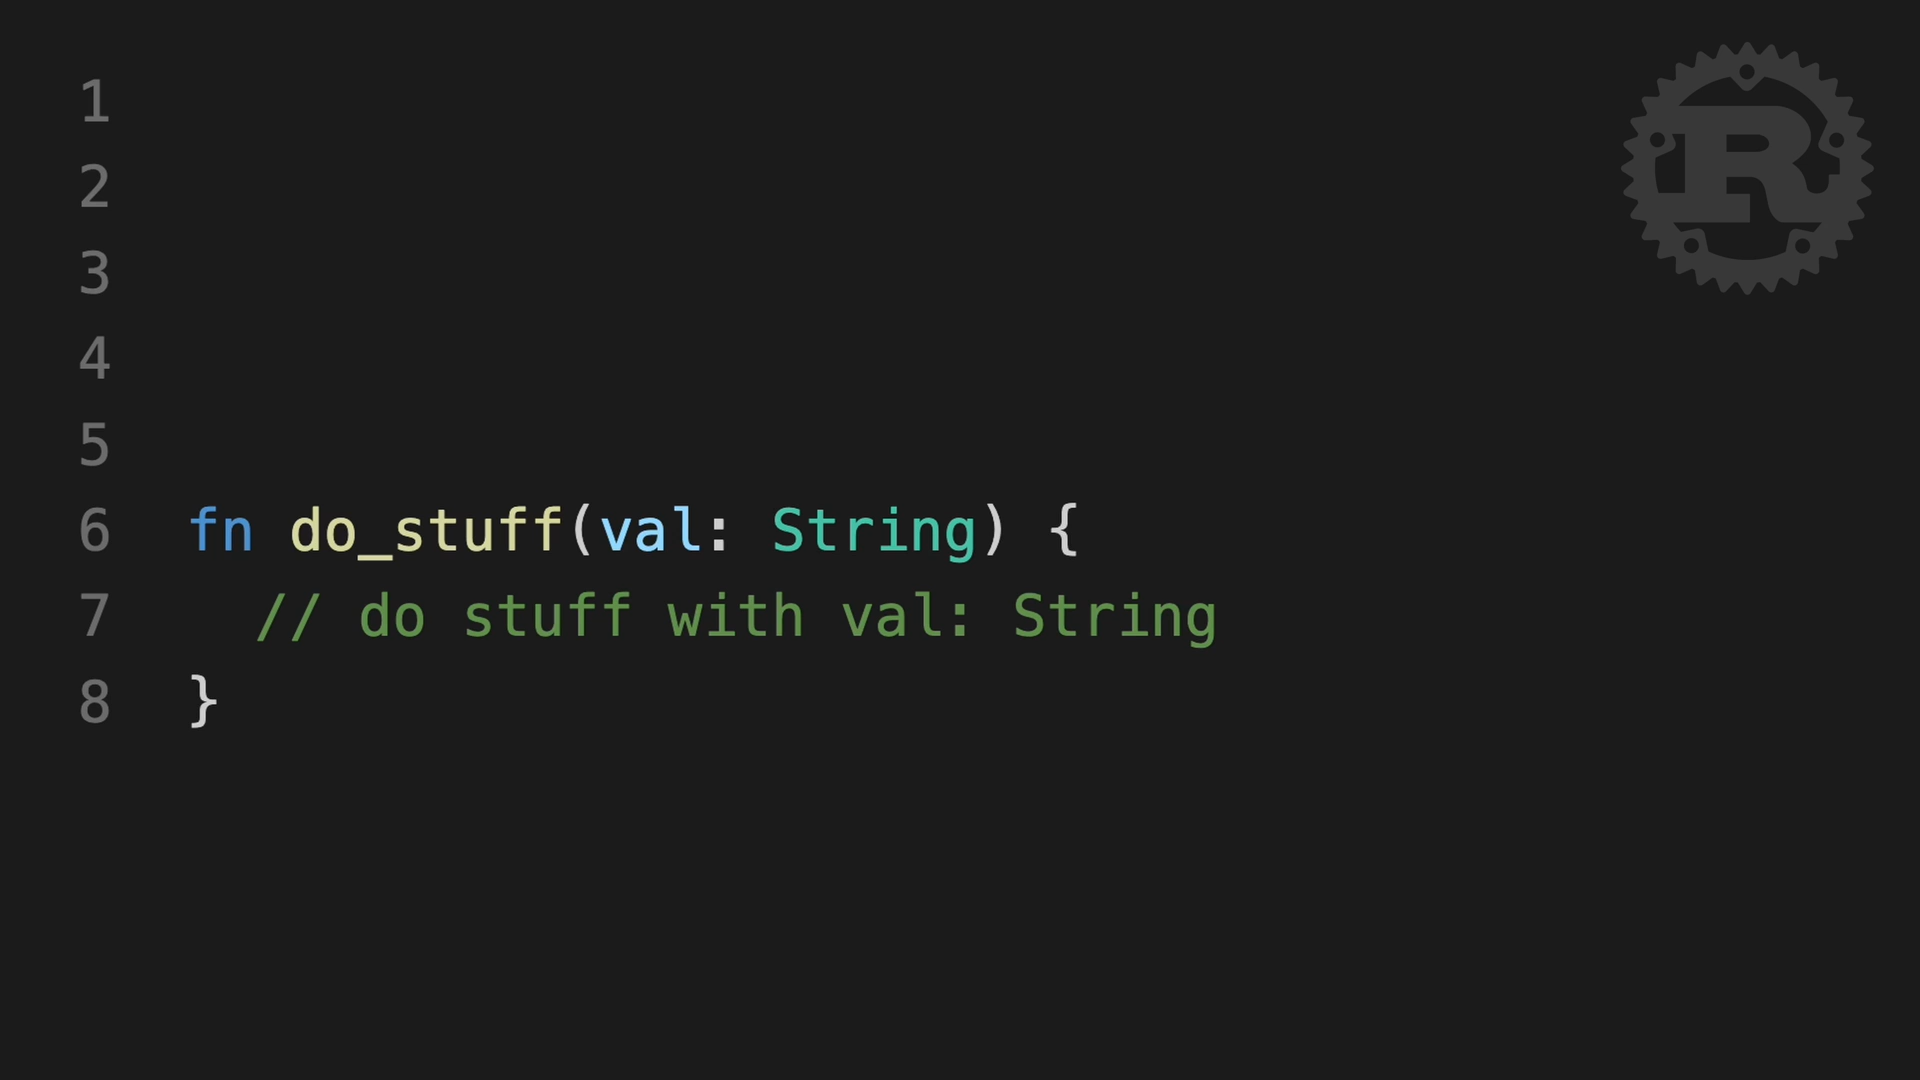 1
2
3
4
5
6 fn do_stuff(val: String) {
7 // do stuff with val: String
8 }
R